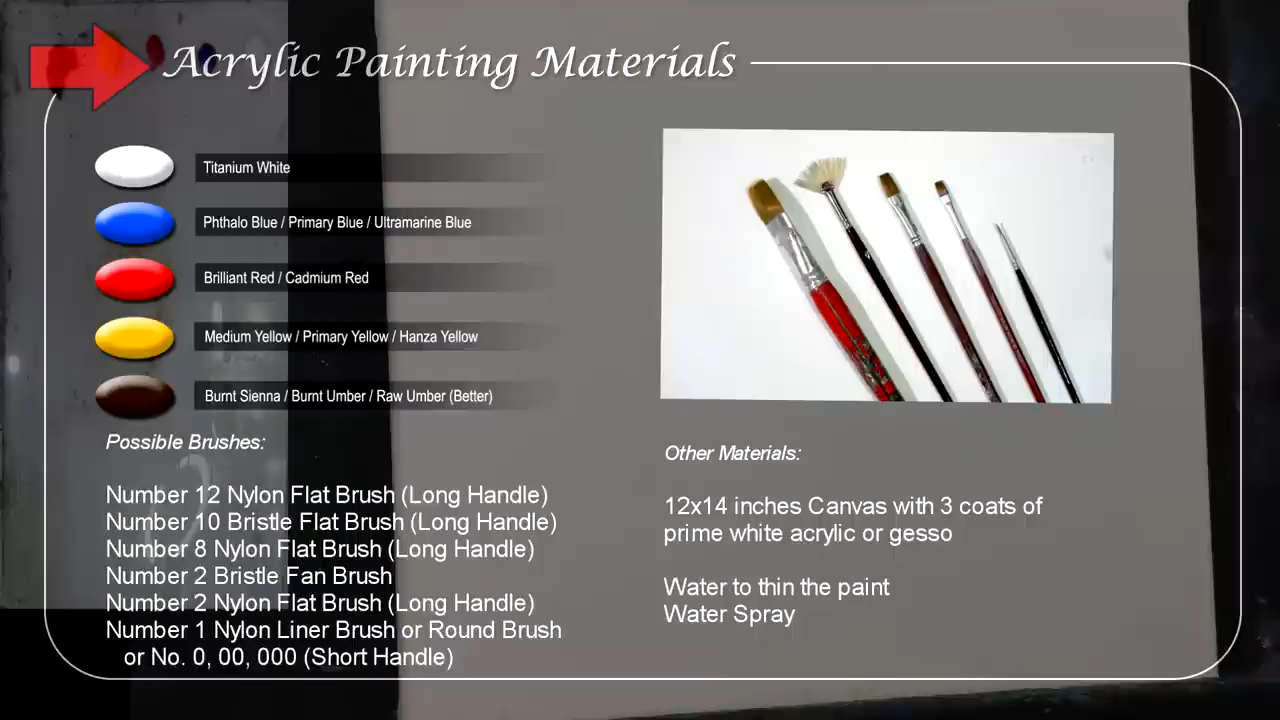 Acrylic Painting Materials
Titanium White
Phthalo Blue / Primary Blue / Ultramarine Blue
Brilliant Red / Cadmium Red
Medium Yellow / Primary Yellow / Hanza Yellow
Burnt Sienna / Burnt Umber / Raw Umber (Better)
Possible Brushes:
Number 12 Nylon Flat Brush (Long Handle)
Number 10 Bristle Flat Brush (Long Handle)
Number 8 Nylon Flat Brush (Long Handle)
Number 2 Bristle Fan Brush
Number 2 Nylon Flat Brush (Long Handle)
Number 1 Nylon Liner Brush or Round Brush
or No. 0, 00, 000 (Short Handle)
Other Materials:
12x14 inches Canvas with 3 coats of
prime white acrylic or gesso
Water to thin the paint
Water Spray